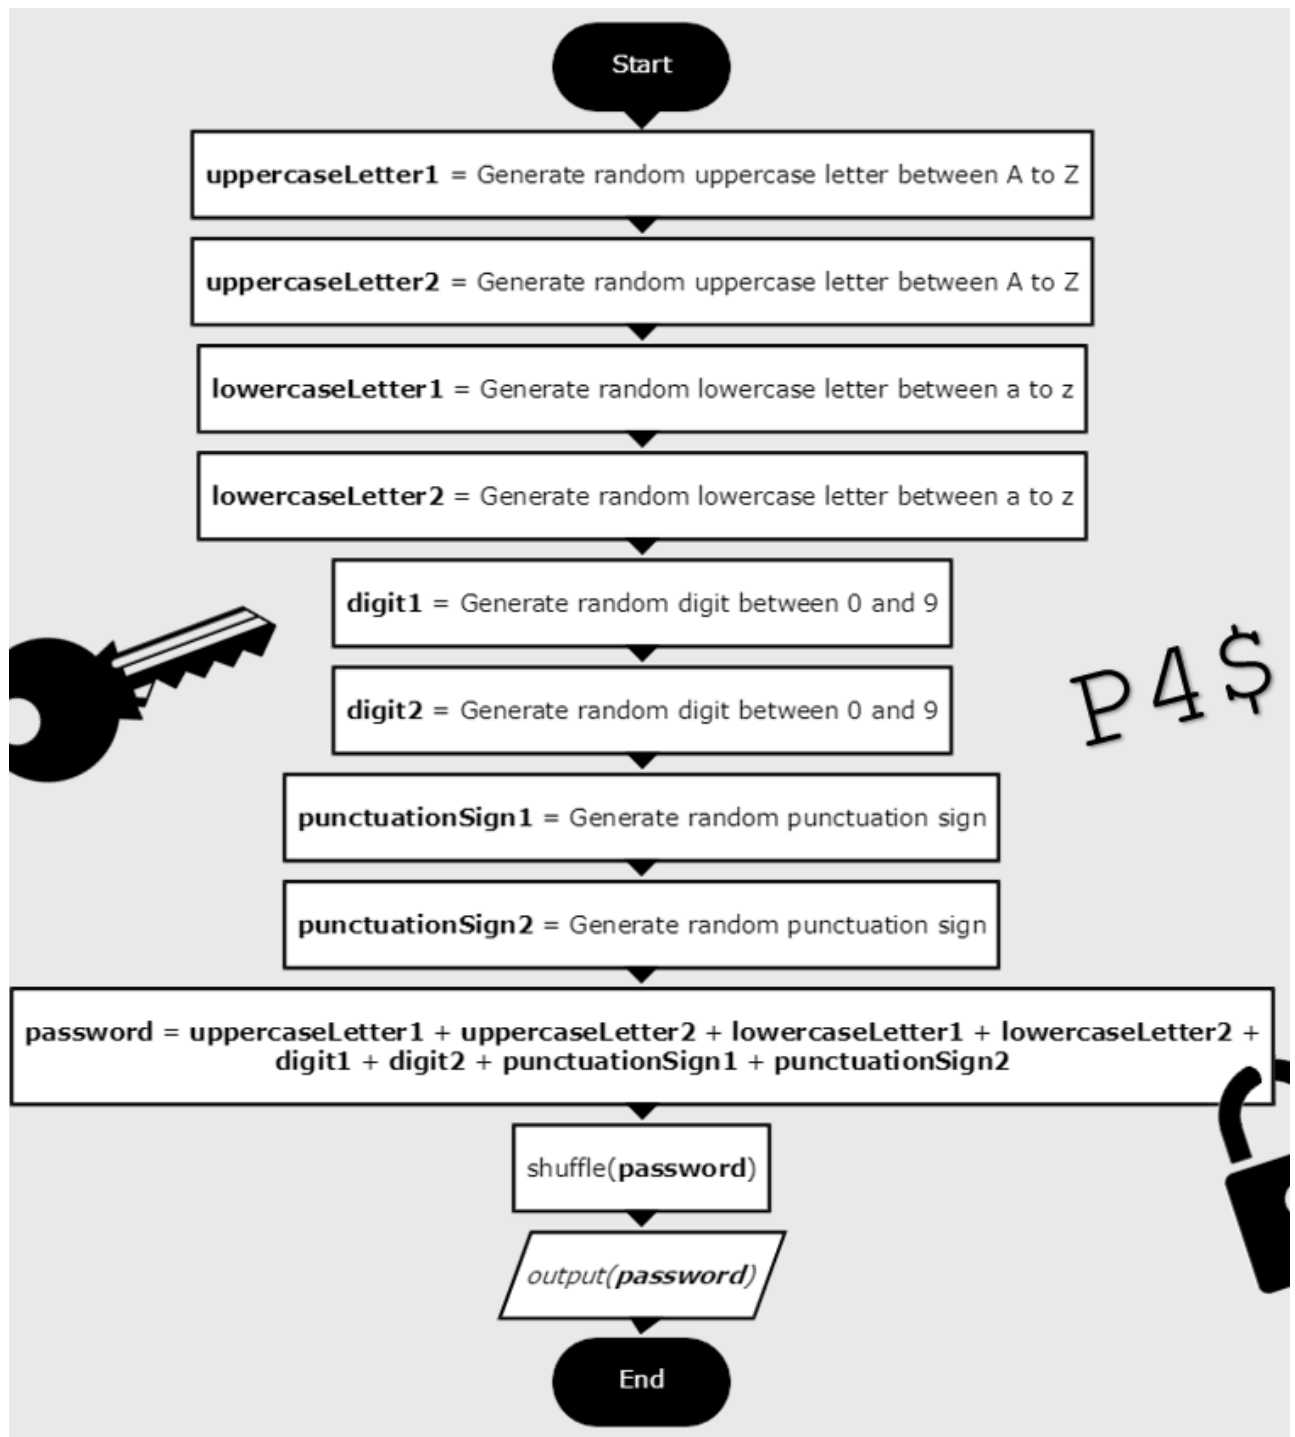 Start
uppercaseLetter1 = Generate random uppercase letter between A to Z
uppercaseLetter2 = Generate random uppercase letter between A to Z
lowercaseLetter1 = Generate random lowercase letter between a to z
lowercaseLetter2 = Generate random lowercase letter between a to z
digit1 = Generate random digit between 0 and 9
digit2 = Generate random digit between 0 and 9
P4$
punctuationSign1 = Generate random punctuation sign
punctuationSign2 = Generate random punctuation sign
password = uppercaseLetter1 + uppercaseLetter2 + lowercaseLetter1 + lowercaseLetter2 +
digit1 + digit2 + punctuationSign1 + punctuationSign2
shuffle(password)
output(password)
End